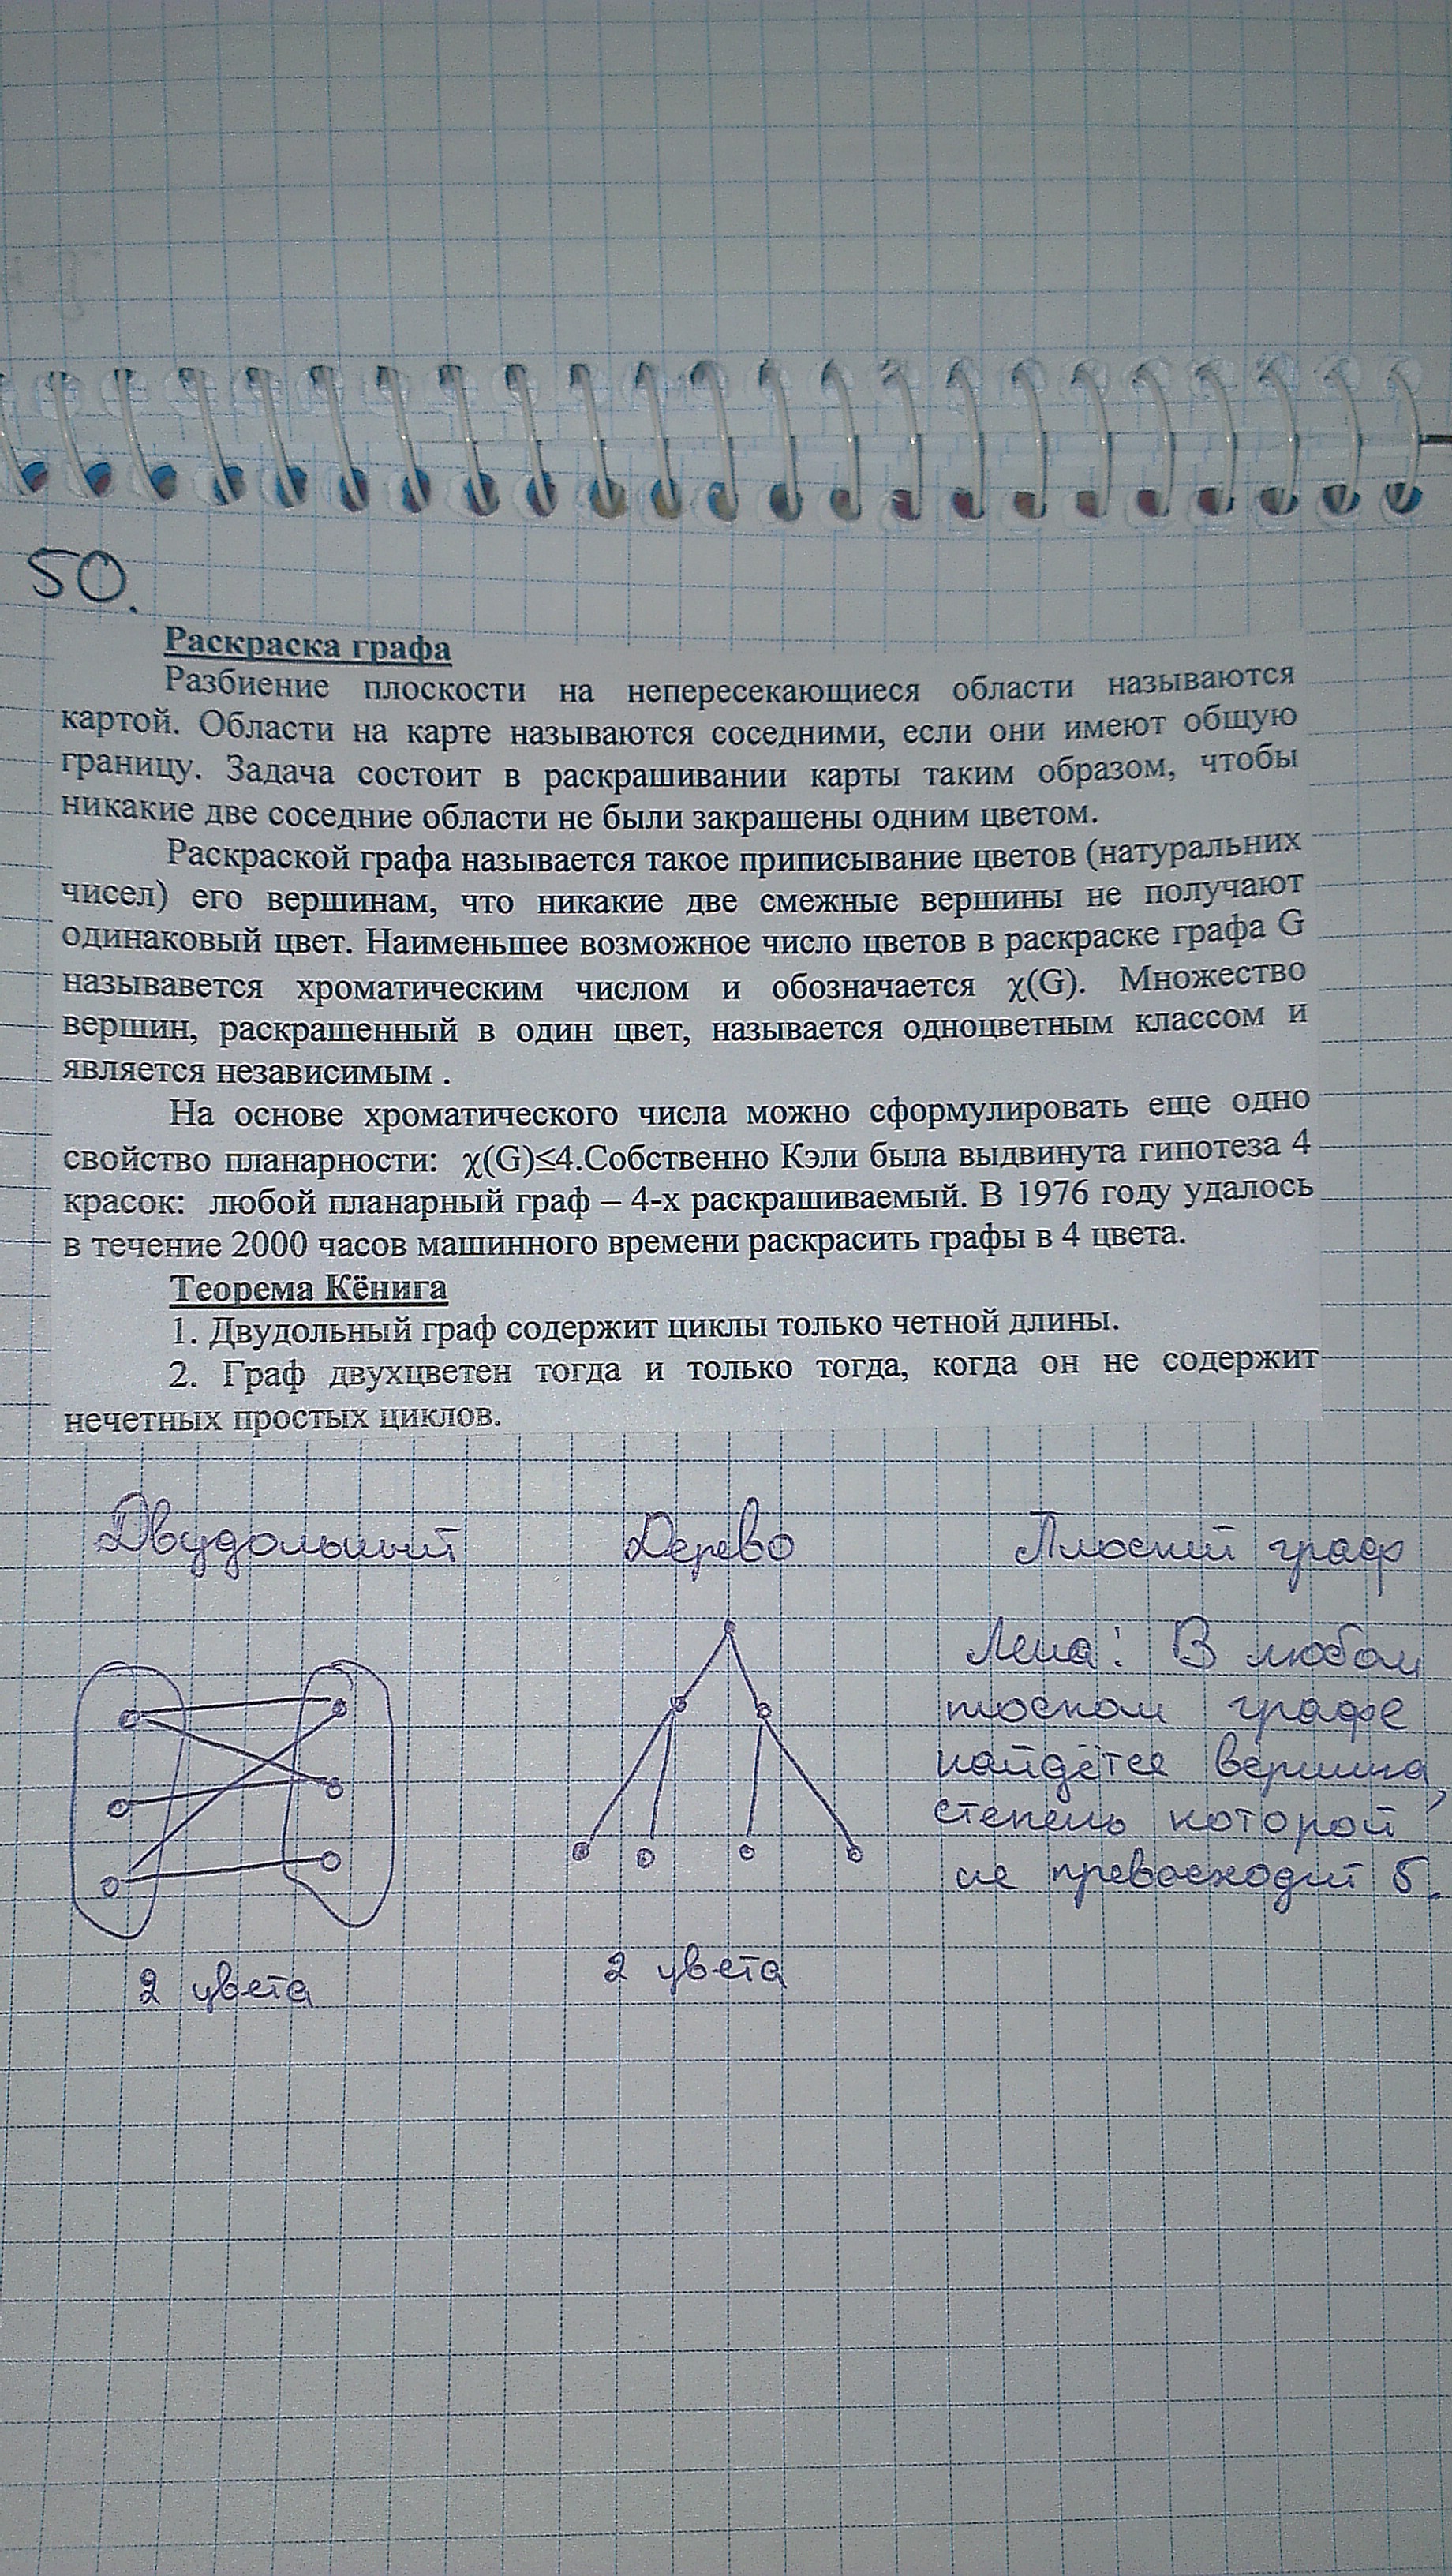 50.
Раскраска графа
Разбиение плоскости на непересекающиеся области называются
картой. Области на карте называются соседними, если они имеют общую
границу. Задача состоит в раскрашивании карты таким образом, чтобы
никакие две соседние области не были закрашены одним цветом.
Раскраской графа называется такое приписывание цветов (натуральних
чисел) его вершинам, что никакие две смежные вершины не получают
одинаковый цвет. Наименьшее возможное число цветов в раскраске графа G
называвется хроматическим числом и обозначается χ(G). Множество
вершин, раскрашенный в один цвет, называется одноцветным классом и
является независимым .
На основе хроматического числа можно сформулировать еще одно
свойство планарности: χ(G)≤4.Собственно Кэли была выдвинута гипотеза 4
красок: любой планарный граф – 4-х раскрашиваемый. В 1976 году удалось
в течение 2000 часов машинного времени раскрасить графы в 4 цвета.
Теорема Кёнига
1. Двудольный граф содержит циклы только четной длины.
2. Граф двухцветен тогда и только тогда, когда он не содержит
нечетных простых циклов.
Двудольный
2 цвета
Дерево
2 цвета
Плоский граф
Лема: В любом
плоском графе
найдётся вершина,
степень которой
не превосходит 5.